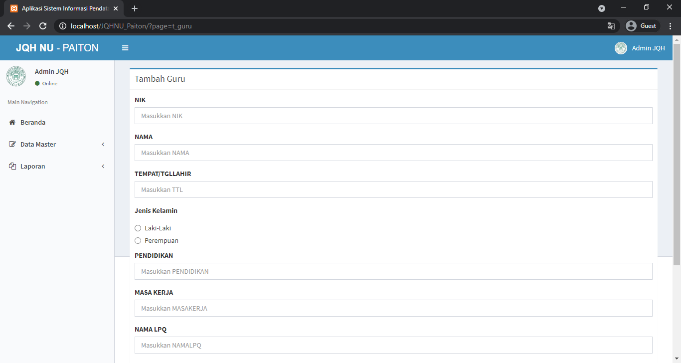 Aplikasi Sistem Informasi Pendat
localhost/JQHNU_Paiton/?page=t_guru
Guest
JQH NU - PAITON
Admin JQH
Admin JQH
Online
Main Navigation
Beranda
Data Master
Laporan
Tambah Guru
NIK
Masukkan NIK
NAMA
Masukkan NAMA
TEMPAT/TGLLAHIR
Masukkan TTL
Jenis Kelamin
Laki-Laki
Perempuan
PENDIDIKAN
Masukkan PENDIDIKAN
MASA KERJA
Masukkan MASAKERJA
NAMA LPQ
Masukkan NAMALPQ